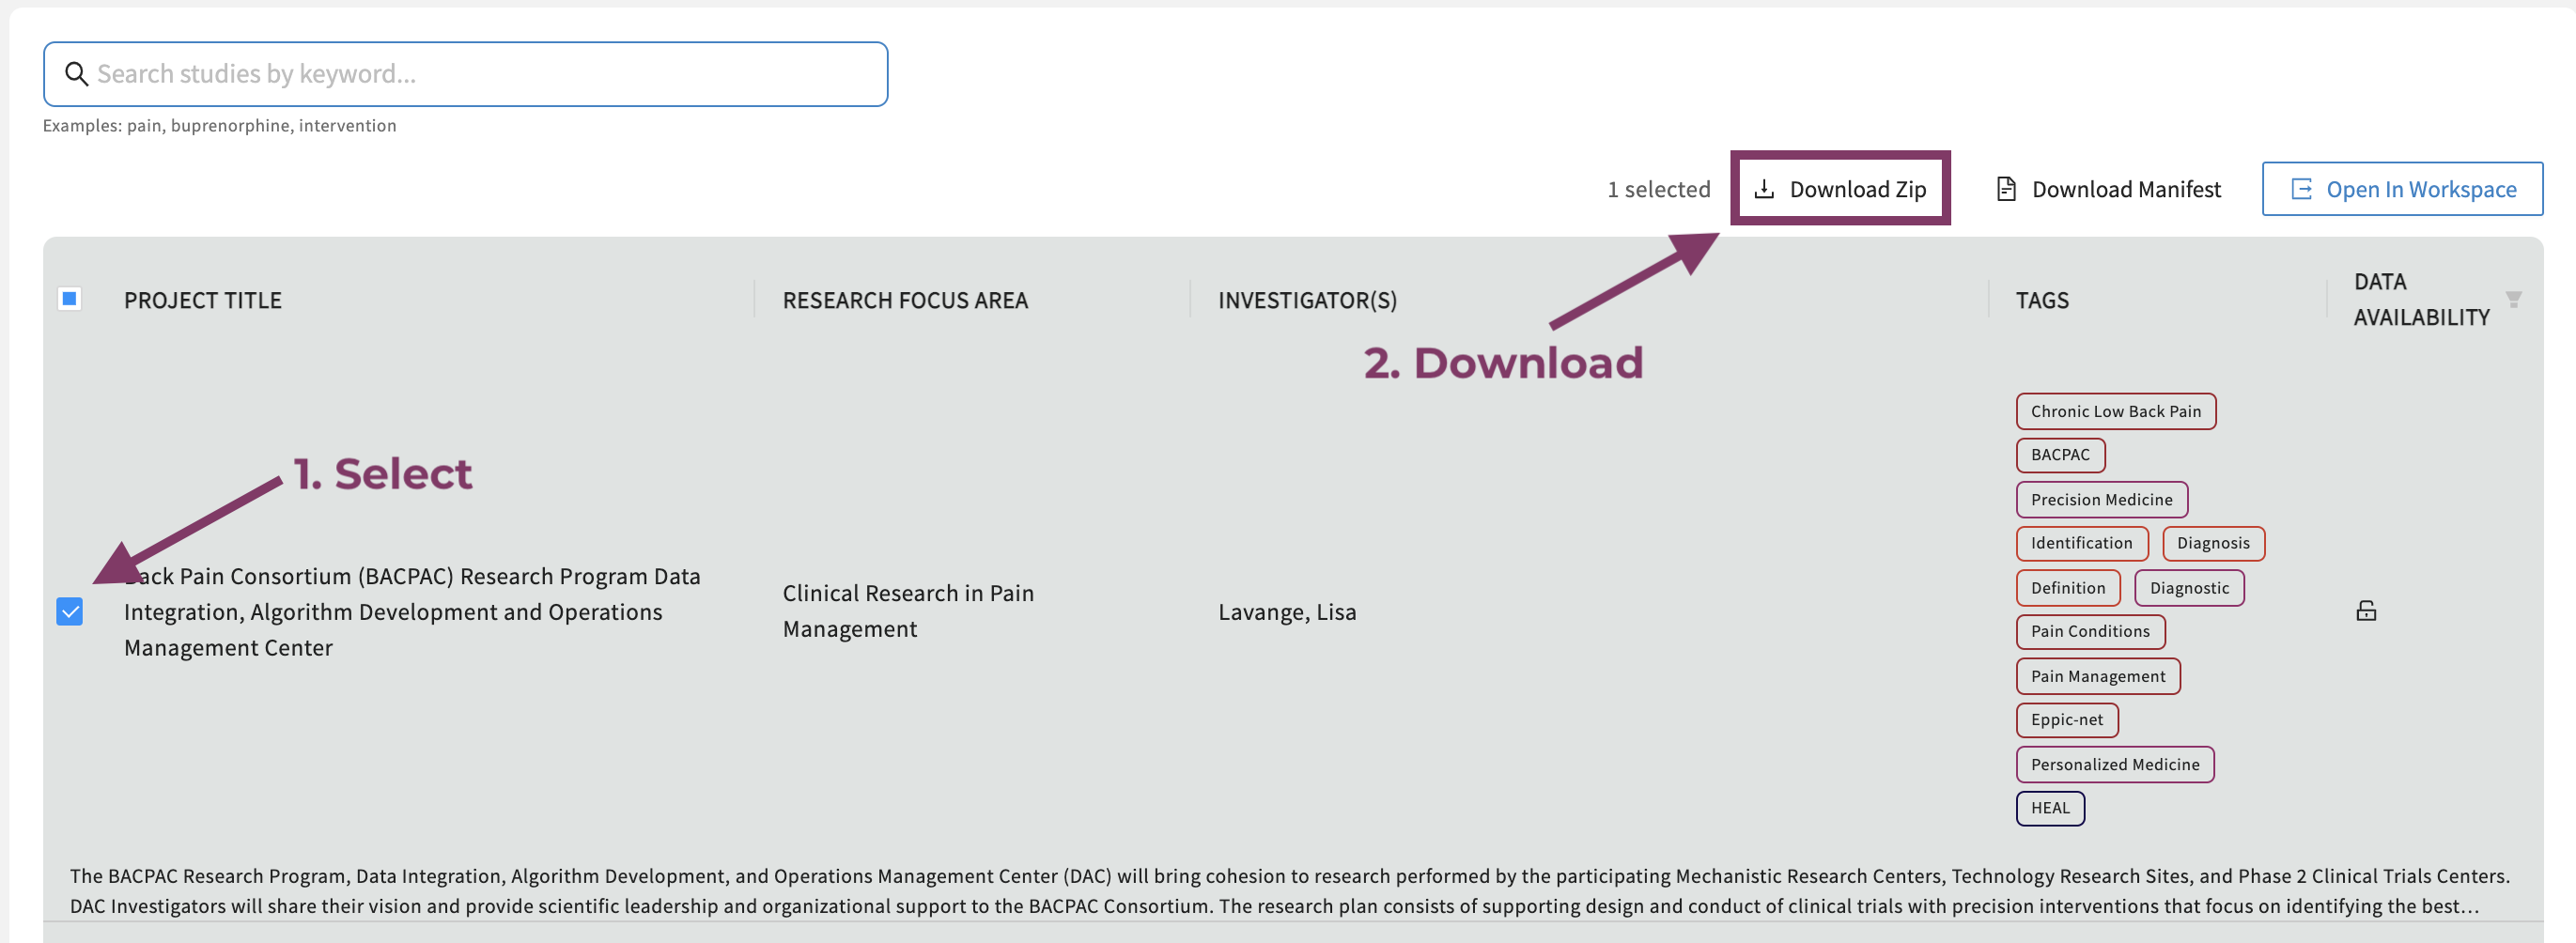 Search studies by keyword...
Examples: pain, buprenorphine, intervention
1 selected
Download Zip
Download Manifest
Open In Workspace
PROJECT TITLE
RESEARCH FOCUS AREA
INVESTIGATOR(S)
TAGS
DATA
AVAILABILITY
2. Download
1. Select
Back Pain Consortium (BACPAC) Research Program Data
Integration, Algorithm Development and Operations
Management Center
Clinical Research in Pain
Management
Lavange, Lisa
Chronic Low Back Pain
BACPAC
Precision Medicine
Identification Diagnosis
Definition Diagnostic
Pain Conditions
Pain Management
Eppic-net
Personalized Medicine
HEAL
The BACPAC Research Program, Data Integration, Algorithm Development, and Operations Management Center (DAC) will bring cohesion to research performed by the participating Mechanistic Research Centers, Technology Research Sites, and Phase 2 Clinical Trials Centers.
DAC Investigators will share their vision and provide scientific leadership and organizational support to the BACPAC Consortium. The research plan consists of supporting design and conduct of clinical trials with precision interventions that focus on identifying the best...